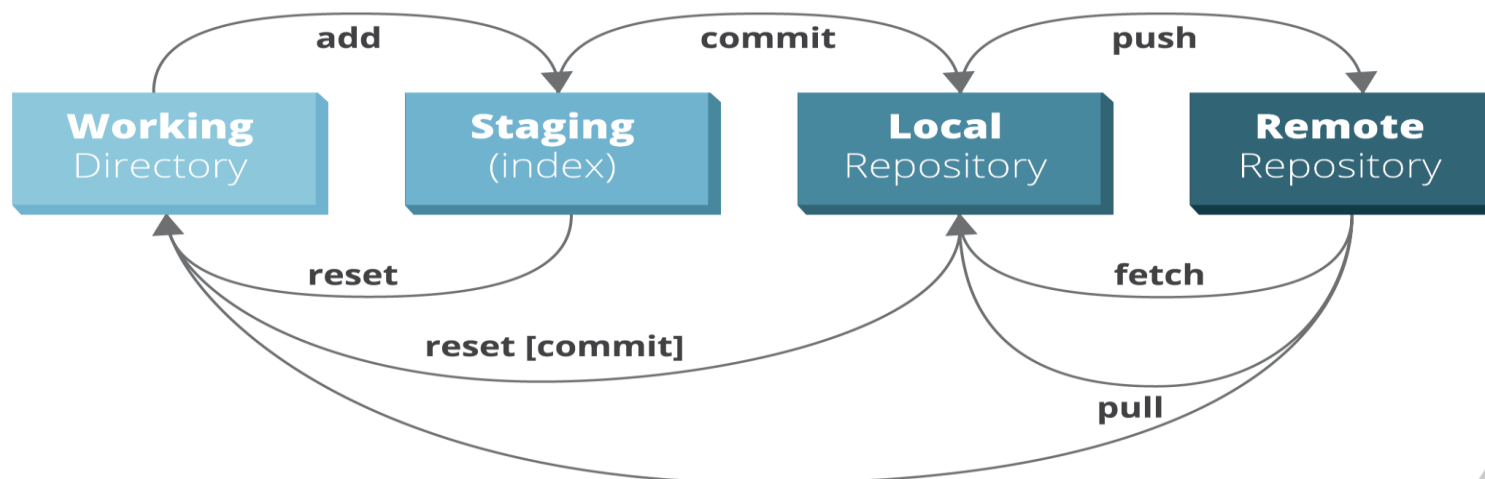 add
commit
push
Working
Directory
Staging
(index)
Local
Repository
Remote
Repository
reset
fetch
reset [commit]
pull